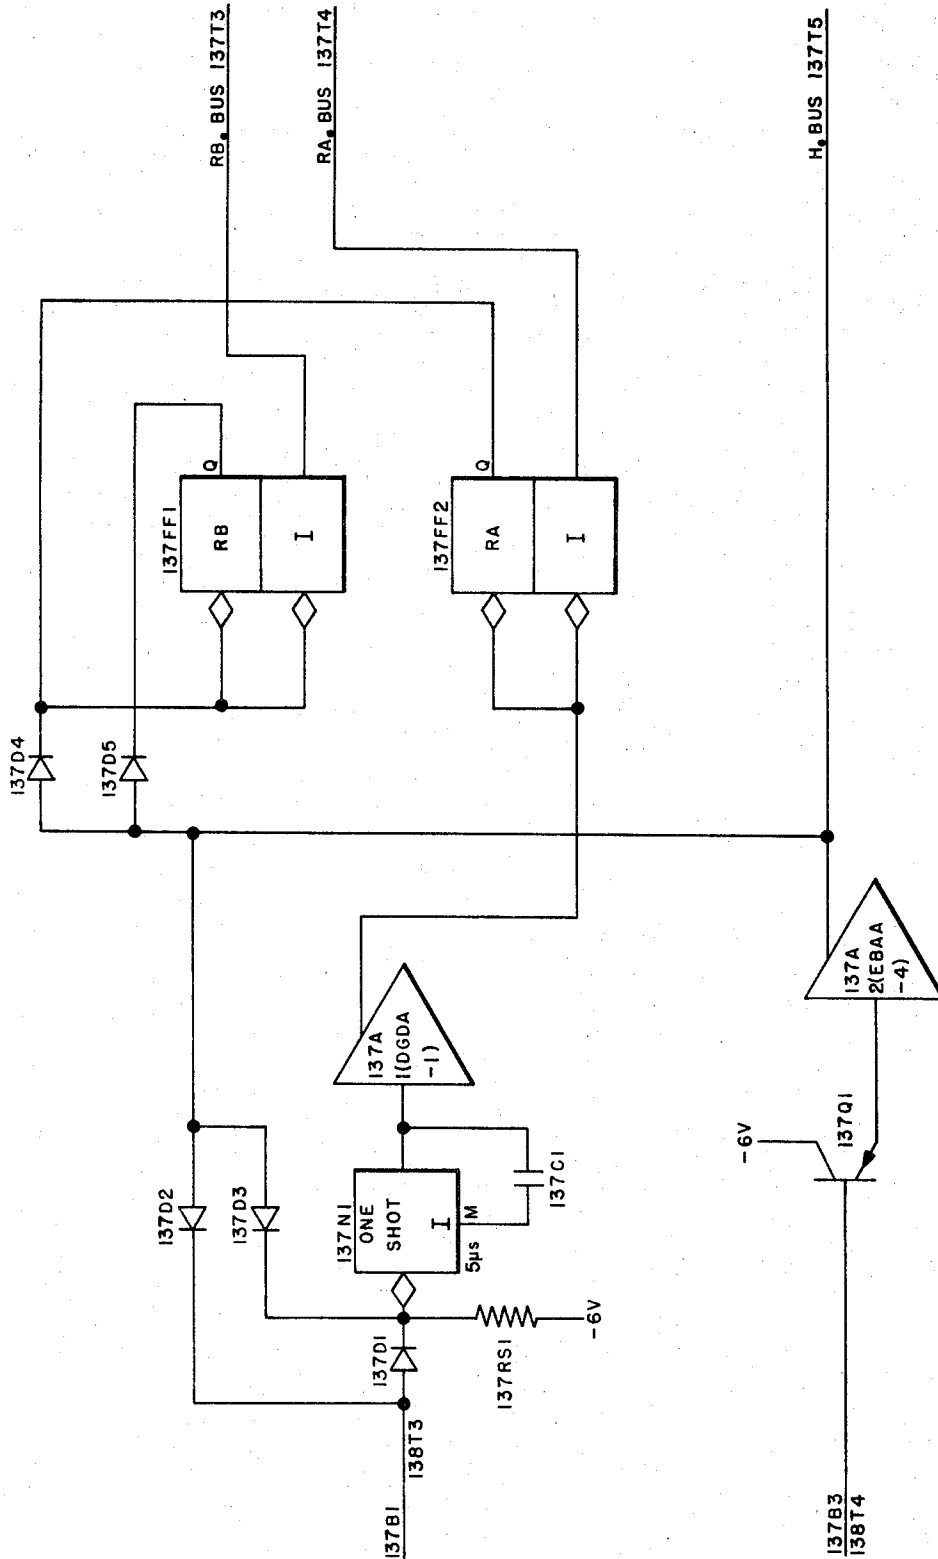 RB. BUS 137T3
RA. BUS 137T4
H. BUS 137T5
137D4
137D5
137FF1
RB
I
Q
137FF2
RA
I
Q
137D2
137D3
137N1
ONE
SHOT
I
M
5µs
137C1
137A
1(DGDA
-1)
137D1
137RS1
-6V
137B1
138T3
137A
2(EBAA
-4)
-6V
137Q1
137B3
138T4